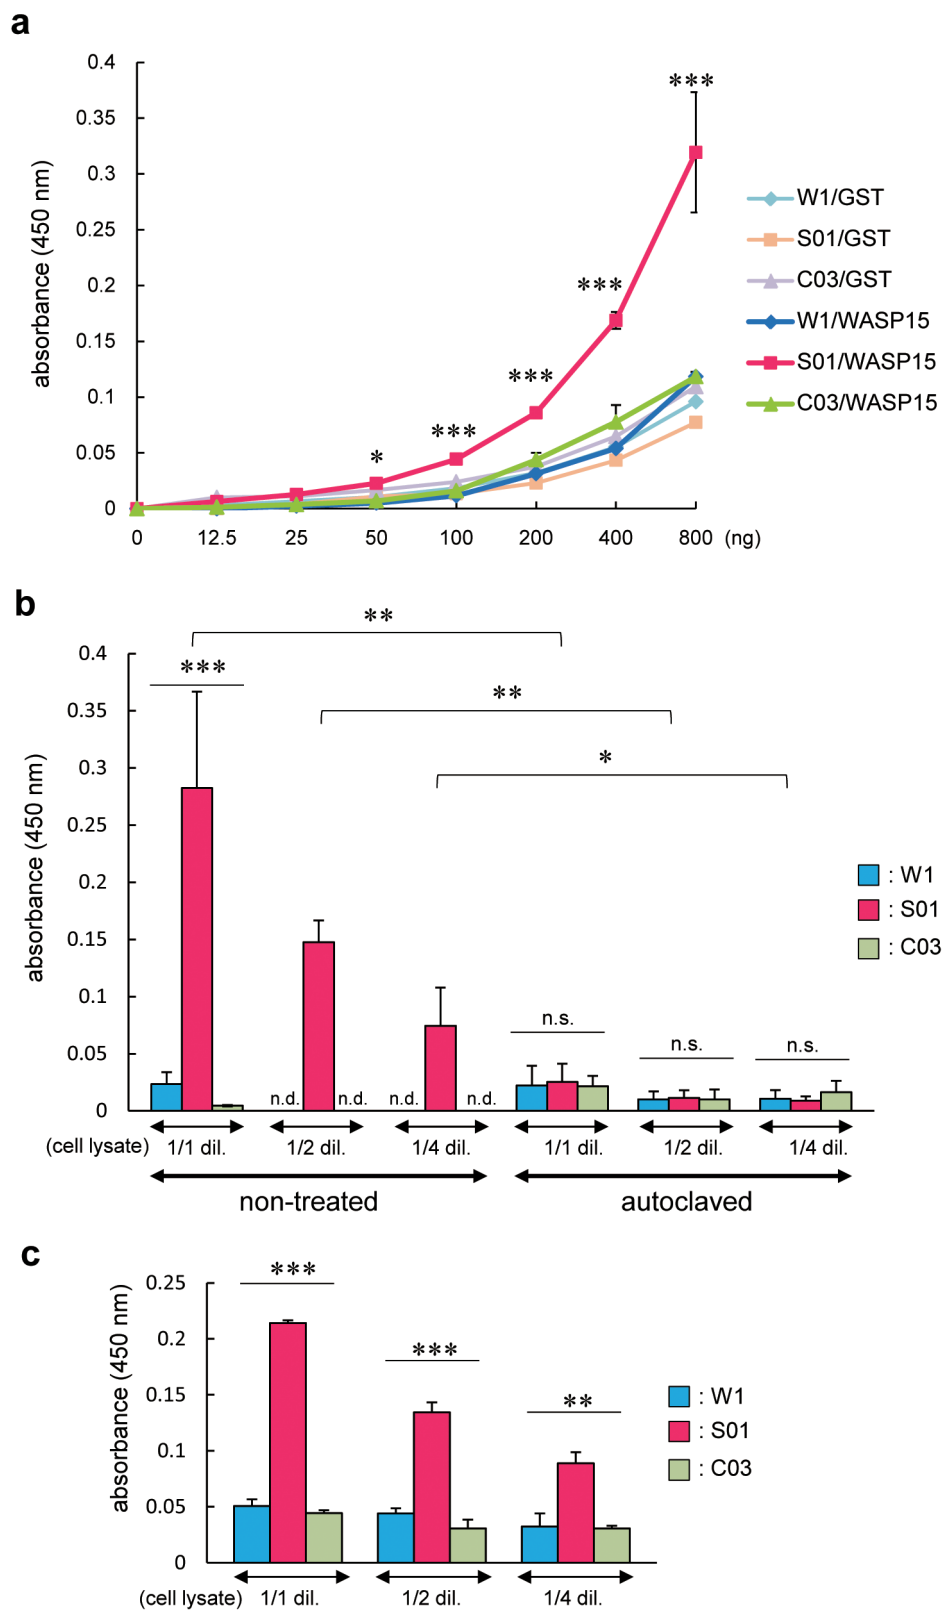 a
0.4
0.35
0.3
0.25
0.2
0.15
0.1
0.05
0
absorbance (450 nm)
*
***
***
***
***
0 12.5 25 50 100 200 400 800 (ng)
W1/GST
S01/GST
C03/GST
W1/WASP15
S01/WASP15
C03/WASP15
b
**
**
*
***
0.4
0.35
0.3
0.25
0.2
0.15
0.1
0.05
0
absorbance (450 nm)
n.d. n.d. n.d. n.d.
n.s. n.s. n.s.
: W1
: S01
: C03
(cell lysate) 1/1 dil. 1/2 dil. 1/4 dil. 1/1 dil. 1/2 dil. 1/4 dil.
non-treated autoclaved
c
0.25
0.2
0.15
0.1
0.05
0
absorbance (450 nm)
***
***
**
: W1
: S01
: C03
(cell lysate) 1/1 dil. 1/2 dil. 1/4 dil.